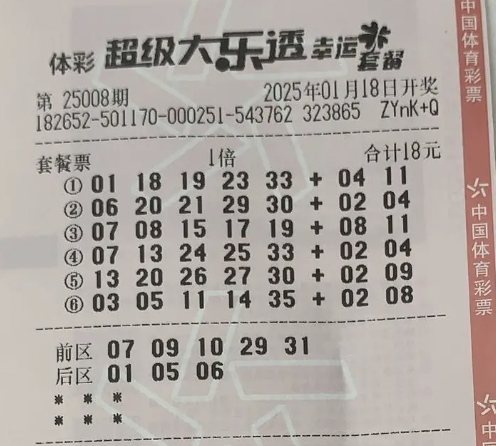 体彩 超级大乐透 幸运套餐
第 25008期 2025年01月18日开奖
182652-501170-000251-543762 323865 ZYnK+Q
套餐票 1倍 合计18元
① 01 18 19 23 33 + 04 11
② 06 20 21 29 30 + 02 04
③ 07 08 15 17 19 + 08 11
④ 07 13 24 25 33 + 02 04
⑤ 13 20 26 27 30 + 02 09
⑥ 03 05 11 14 35 + 02 08
前区 07 09 10 29 31
后区 01 05 06
* * *
* * *
中国体育彩票
中国体育彩票
中